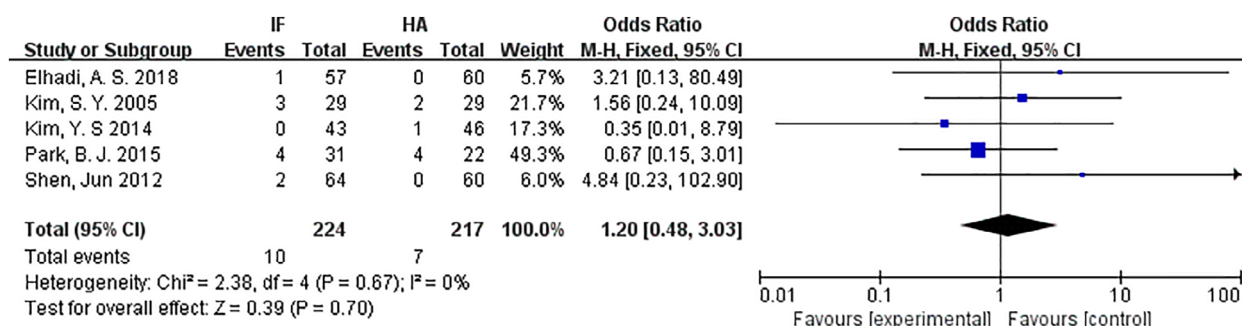 IF HA Odds Ratio Odds Ratio
Study or Subgroup Events Total Events Total Weight M-H, Fixed, 95% CI M-H, Fixed, 95% CI
Elhadi, A. S. 2018 1 57 0 60 5.7% 3.21 [0.13, 80.49]
Kim, S. Y. 2005 3 29 2 29 21.7% 1.56 [0.24, 10.09]
Kim, Y. S 2014 0 43 1 46 17.3% 0.35 [0.01, 8.79]
Park, B. J. 2015 4 31 4 22 49.3% 0.67 [0.15, 3.01]
Shen, Jun 2012 2 64 0 60 6.0% 4.84 [0.23, 102.90]
Total (95% CI) 224 217 100.0% 1.20 [0.48, 3.03]
Total events 10 7
Heterogeneity: Chi² = 2.38, df = 4 (P = 0.67); I² = 0%
Test for overall effect: Z = 0.39 (P = 0.70)
0.01 0.1 1 10 100
Favours [experimental] Favours [control]